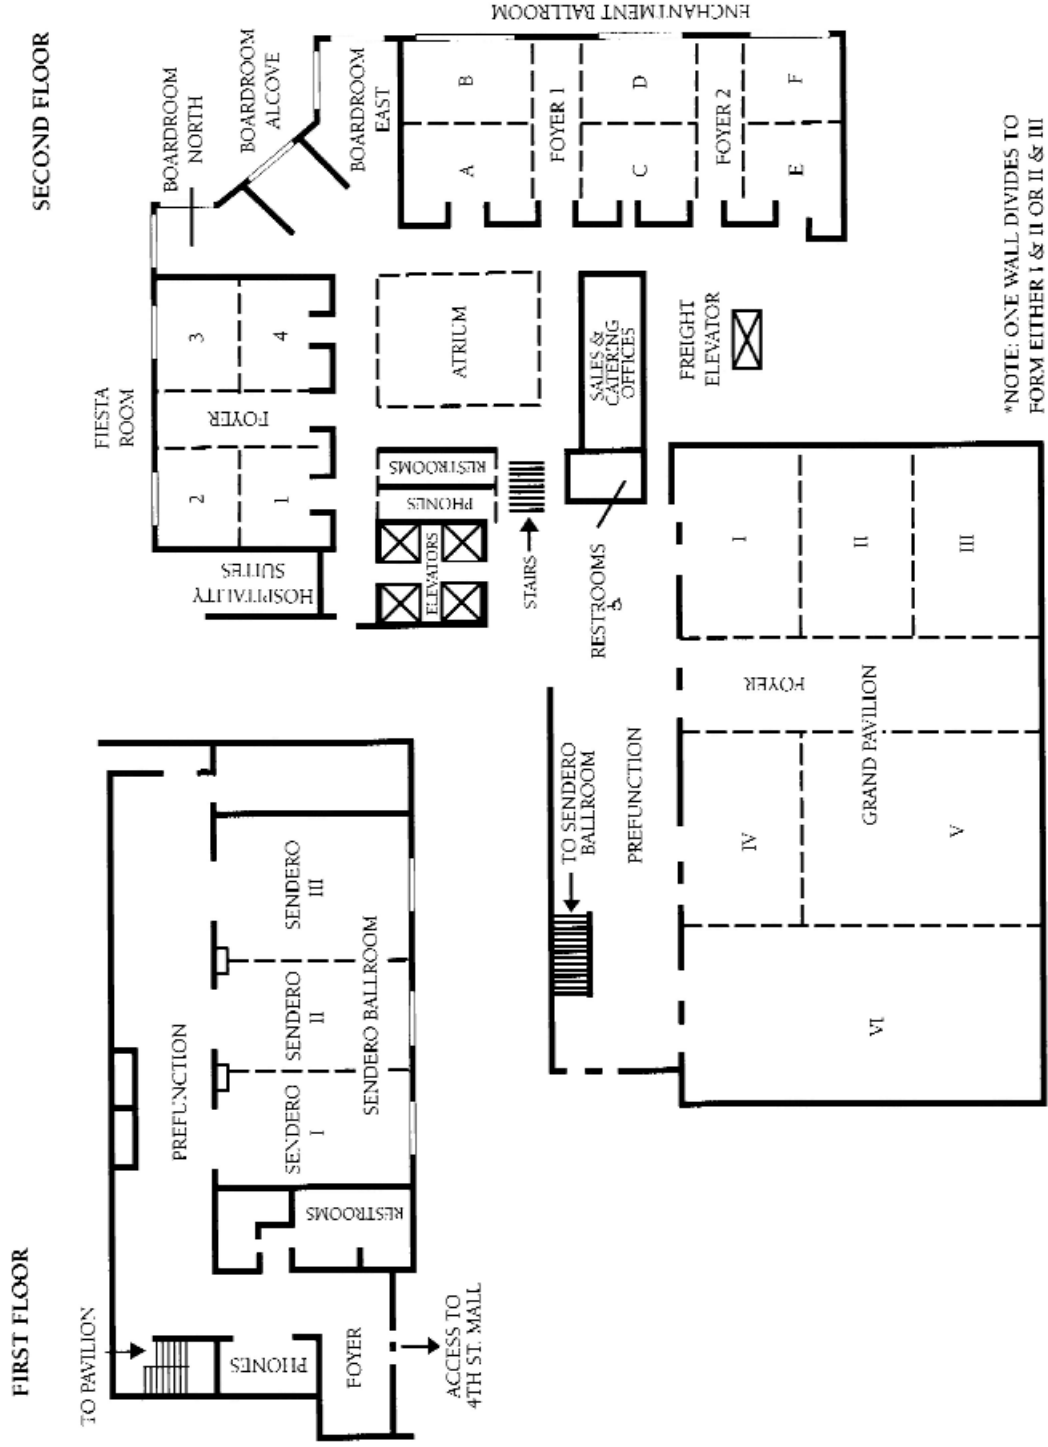 FIRST FLOOR
TO PAVILION
PHONES
FOYER
ACCESS TO
4TH ST. MALL
RESTROOMS
PREFUNCTION
SENDERO
I
SENDERO
II
SENDERO
III
SENDERO BALLROOM
SECOND FLOOR
HOSPITALITY
SUITES
FIESTA
ROOM
2
1
FOYER
3
4
BOARDROOM
NORTH
BOARDROOM
ALCOVE
BOARDROOM
EAST
ELEVATORS
PHONES
RESTROOMS
ATRIUM
STAIRS
RESTROOMS
SALES &
CATERING
OFFICES
FREIGHT
ELEVATOR
ENCHANTMENT BALLROOM
A
B
FOYER 1
C
D
FOYER 2
E
F
TO SENDERO
BALLROOM
PREFUNCTION
VI
IV
V
GRAND PAVILION
FOYER
I
II
III
*NOTE: ONE WALL DIVIDES TO
FORM EITHER I & II OR II & III